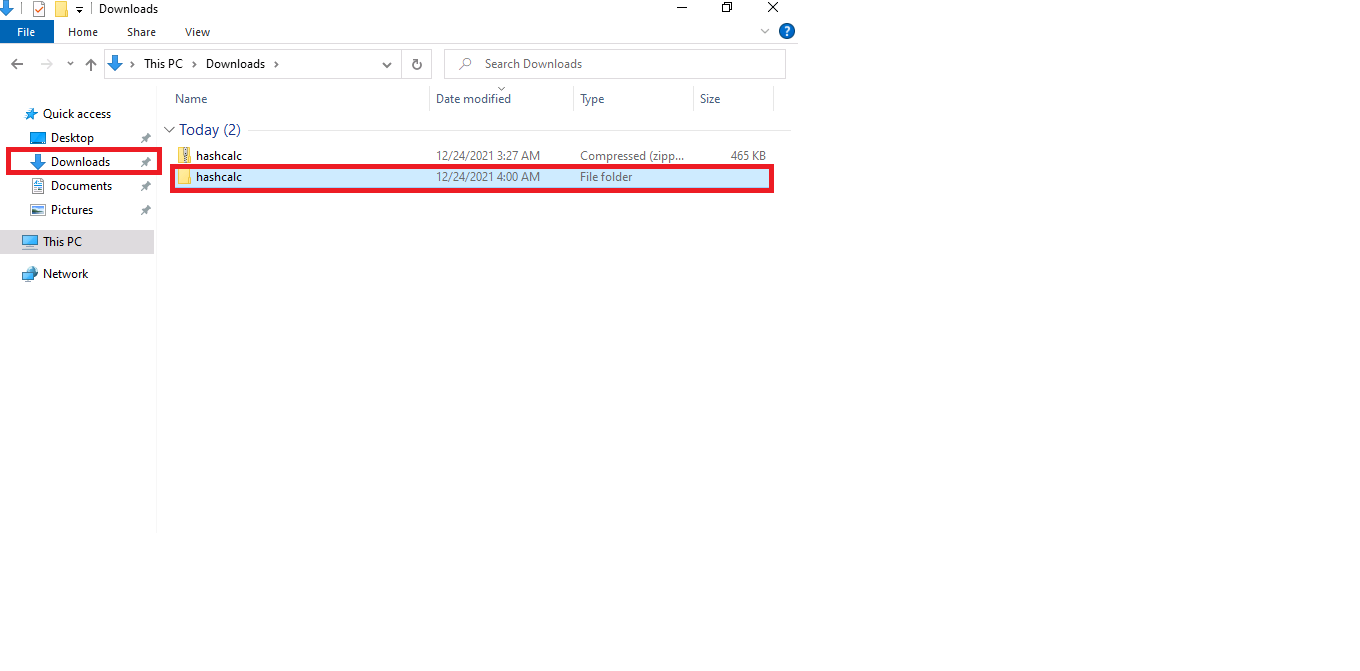 Downloads
File Home Share View
This PC Downloads Search Downloads
Name Date modified Type Size
Quick access
Desktop
Downloads
Documents
Pictures
This PC
Network
Today (2)
hashcalc 12/24/2021 3:27 AM Compressed (zipp... 465 KB
hashcalc 12/24/2021 4:00 AM File folder